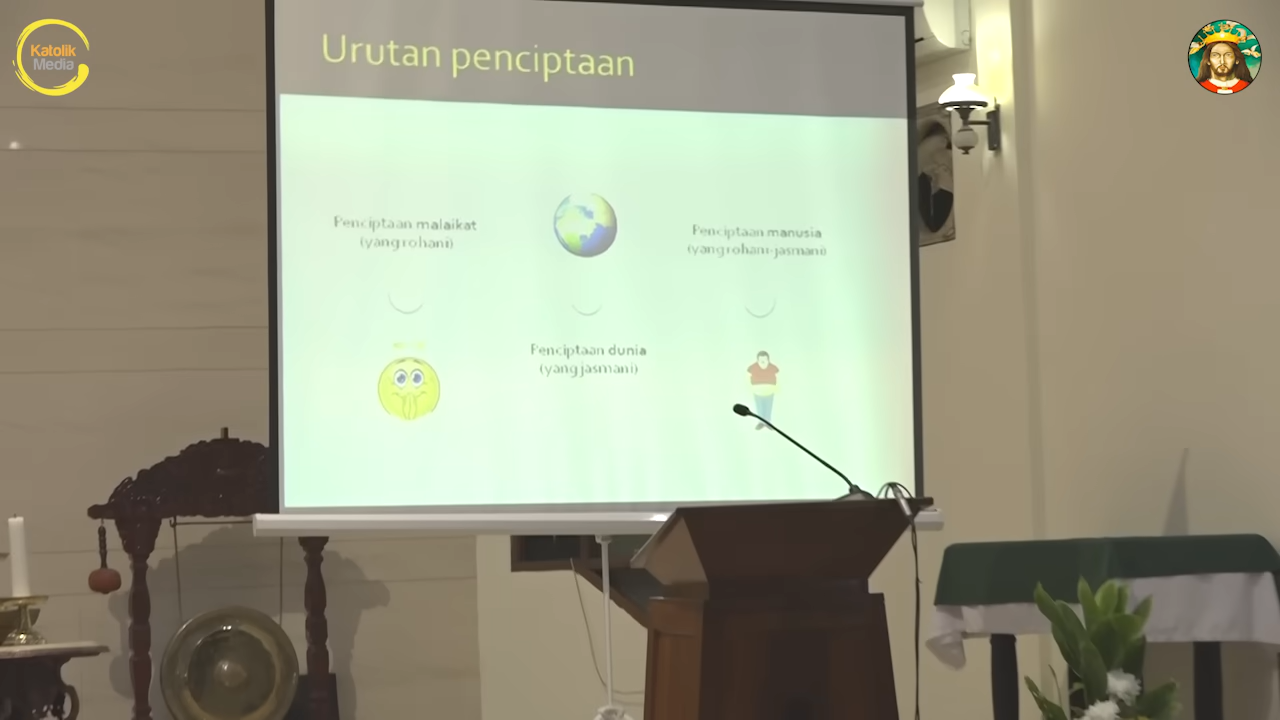 Katolik
Media
Urutan penciptaan
Penciptaan malaikat
(yang rohani)
Penciptaan manusia
(yang rohani-jasmani)
Penciptaan dunia
(yang jasmani)